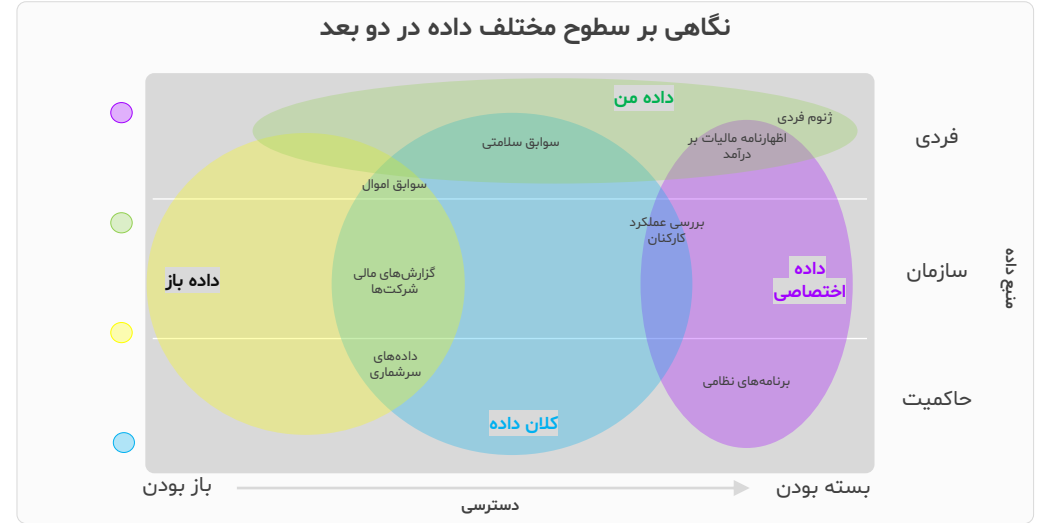 نگاهی بر سطوح مختلف داده در دو بعد
داده من
ژنوم فردی
اظهارنامه مالیات بر
درآمد
سوابق سلامتی
سوابق اموال
فردی
بررسی عملکرد
کارکنان
داده
اختصاصی
گزارش‌های مالی
شرکت‌ها
داده باز
سازمان
منبع داده
داده‌های
سرشماری
برنامه‌های نظامی
کلان داده
حاکمیت
بسته بودن
باز بودن
دسترسی